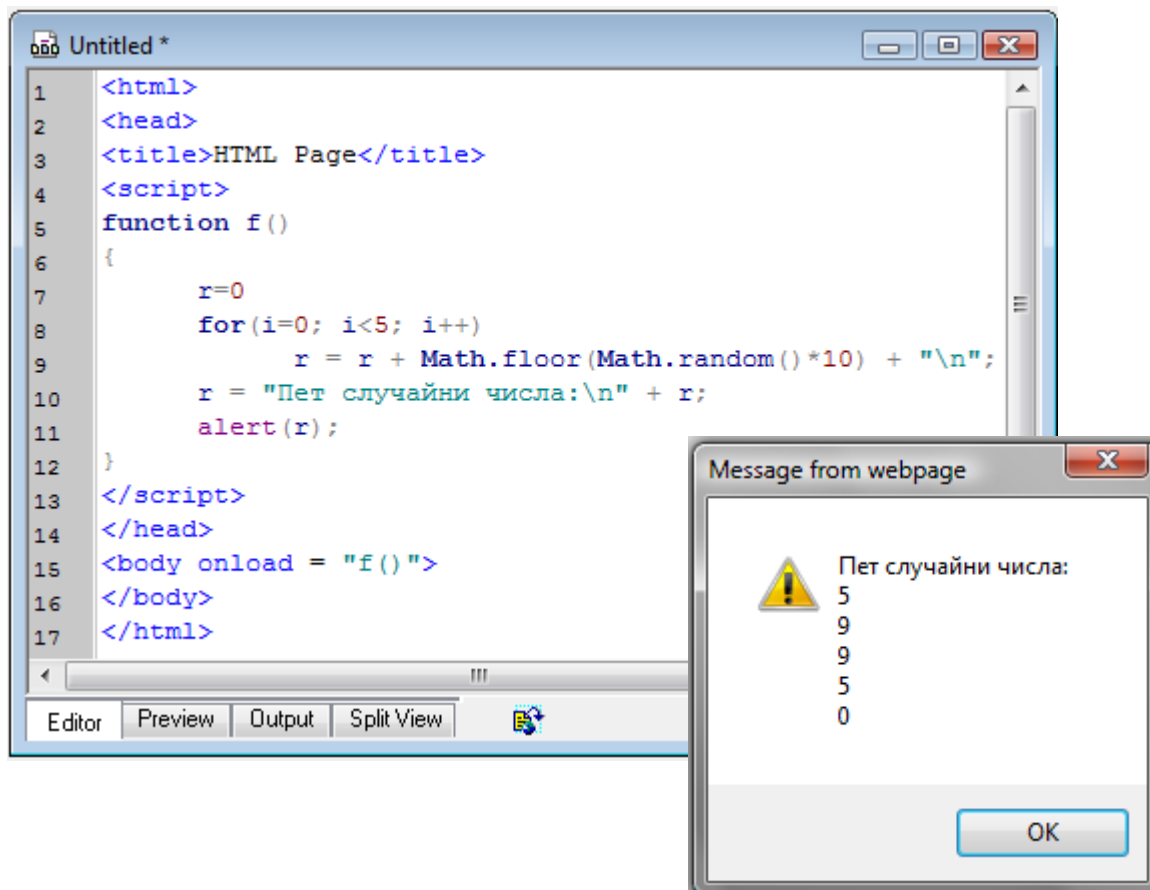 Untitled *
1 <html>
2 <head>
3 <title>HTML Page</title>
4 <script>
5 function f()
6 {
7 r=0
8 for(i=0; i<5; i++)
9 r = r + Math.floor(Math.random()*10) + "\n";
10 r = "Пет случайни числа:\n" + r;
11 alert(r);
12 }
13 </script>
14 </head>
15 <body onload = "f()">
16 </body>
17 </html>
Editor Preview Output Split View
Message from webpage
Пет случайни числа:
5
9
9
5
0
OK